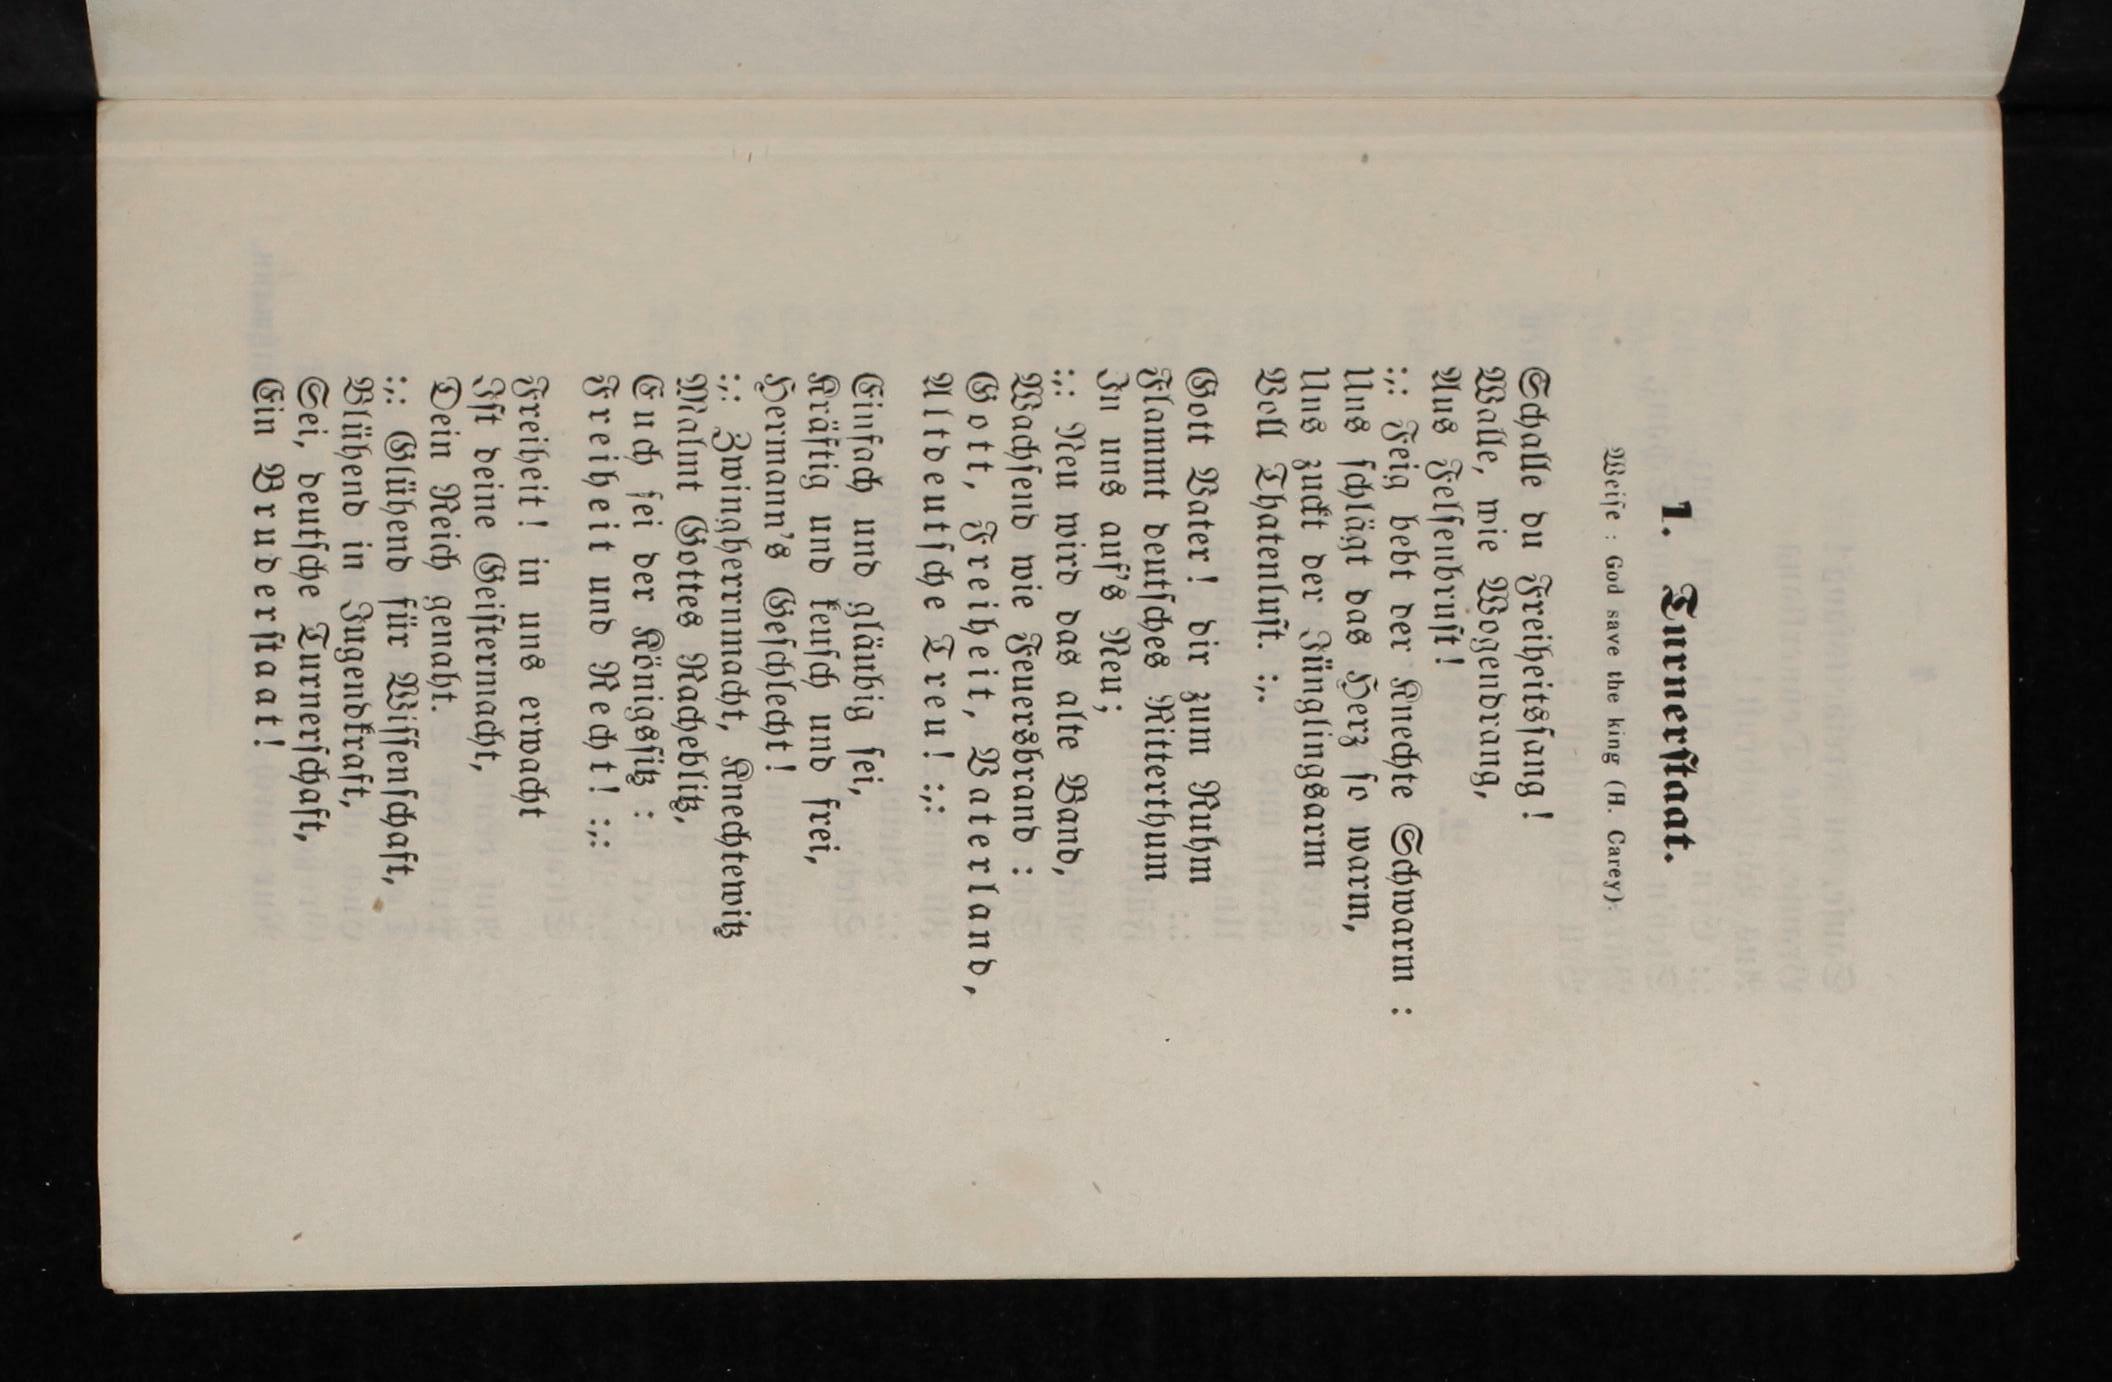 1. Turnerſtaat.
Weiſe : God save the king (H. Carey).
Schalle du Freiheitsſang!
Walle, wie Wogendrang,
Aus Felſenbruſt!
:,: Feig bebt der Knechte Schwarm :
Uns ſchlägt das Herz ſo warm,
Uns zuckt der Jünglingsarm
Voll Thatenluſt. :,:
Gott Vater! dir zum Ruhm
Flammt deutſches Ritterthum
In uns auf’s Neu;
:,: Neu wird das alte Band,
Wachſend wie Feuersbrand :
Gott, Freiheit, Vaterland,
Altdeutſche Treu! :,:
Einfach und gläubig ſei,
Kräftig und keuſch und frei,
Hermann’s Geſchlecht!
:,: Zwingherrnmacht, Knechtewitz
Malmt Gottes Racheblitz,
Euch ſei der Königsſitz :
Freiheit und Recht! :,:
Freiheit! in uns erwacht
Iſt deine Geiſtermacht,
Dein Reich genaht.
:,: Glühend für Wiſſenſchaft,
Blühend in Jugendkraft,
Sei, deutſche Turnerſchaft,
Ein Bruderſtaat!